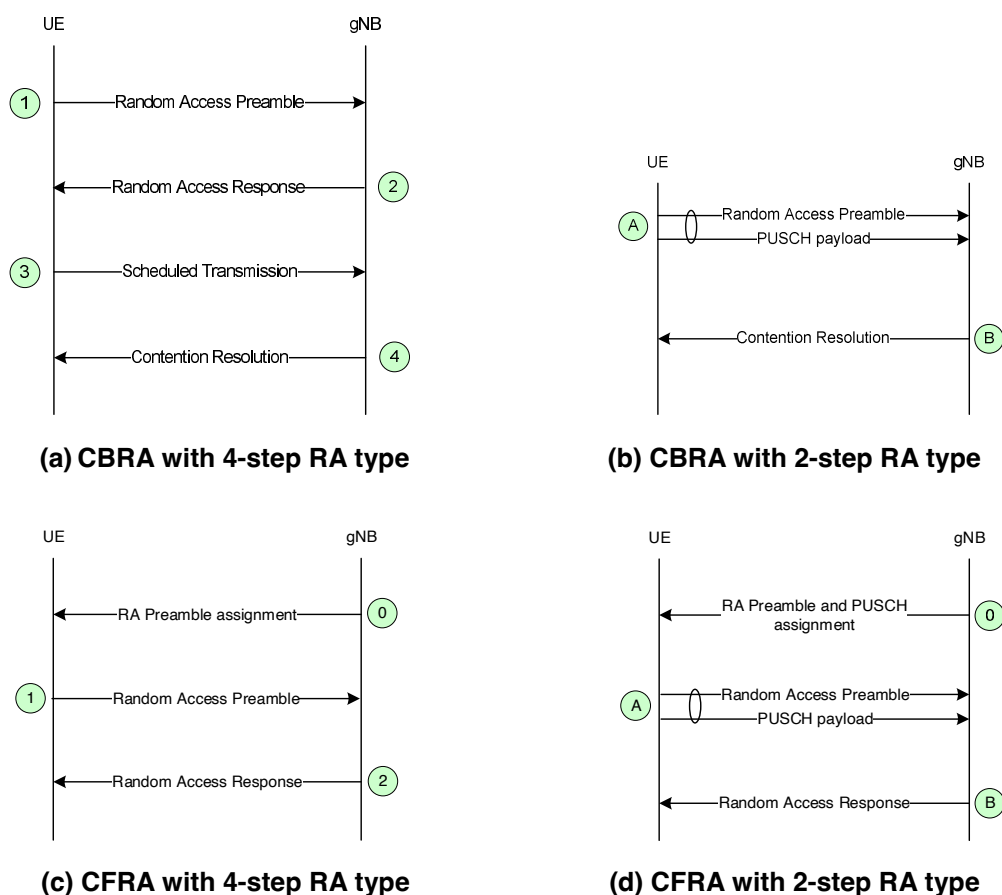 UE gNB
1 Random Access Preamble
Random Access Response 2
3 Scheduled Transmission
Contention Resolution 4
(a) CBRA with 4-step RA type
UE gNB
Random Access Preamble
A
PUSCH payload
Contention Resolution B
(b) CBRA with 2-step RA type
UE gNB
RA Preamble assignment 0
1 Random Access Preamble
Random Access Response 2
(c) CFRA with 4-step RA type
UE gNB
RA Preamble and PUSCH
assignment
0
Random Access Preamble
A
PUSCH payload
Random Access Response B
(d) CFRA with 2-step RA type